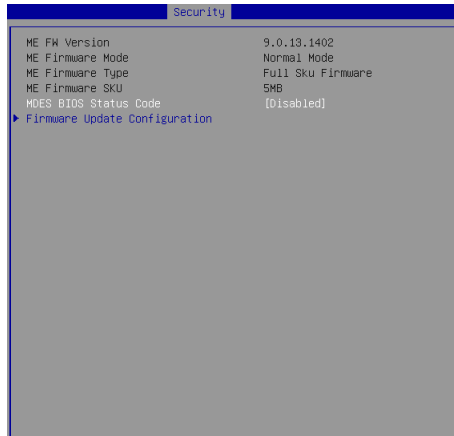 Security
ME FW Version 9.0.13.1402
ME Firmware Mode Normal Mode
ME Firmware Type Full Sku Firmware
ME Firmware SKU 5MB
MDES BIOS Status Code [Disabled]
Firmware Update Configuration